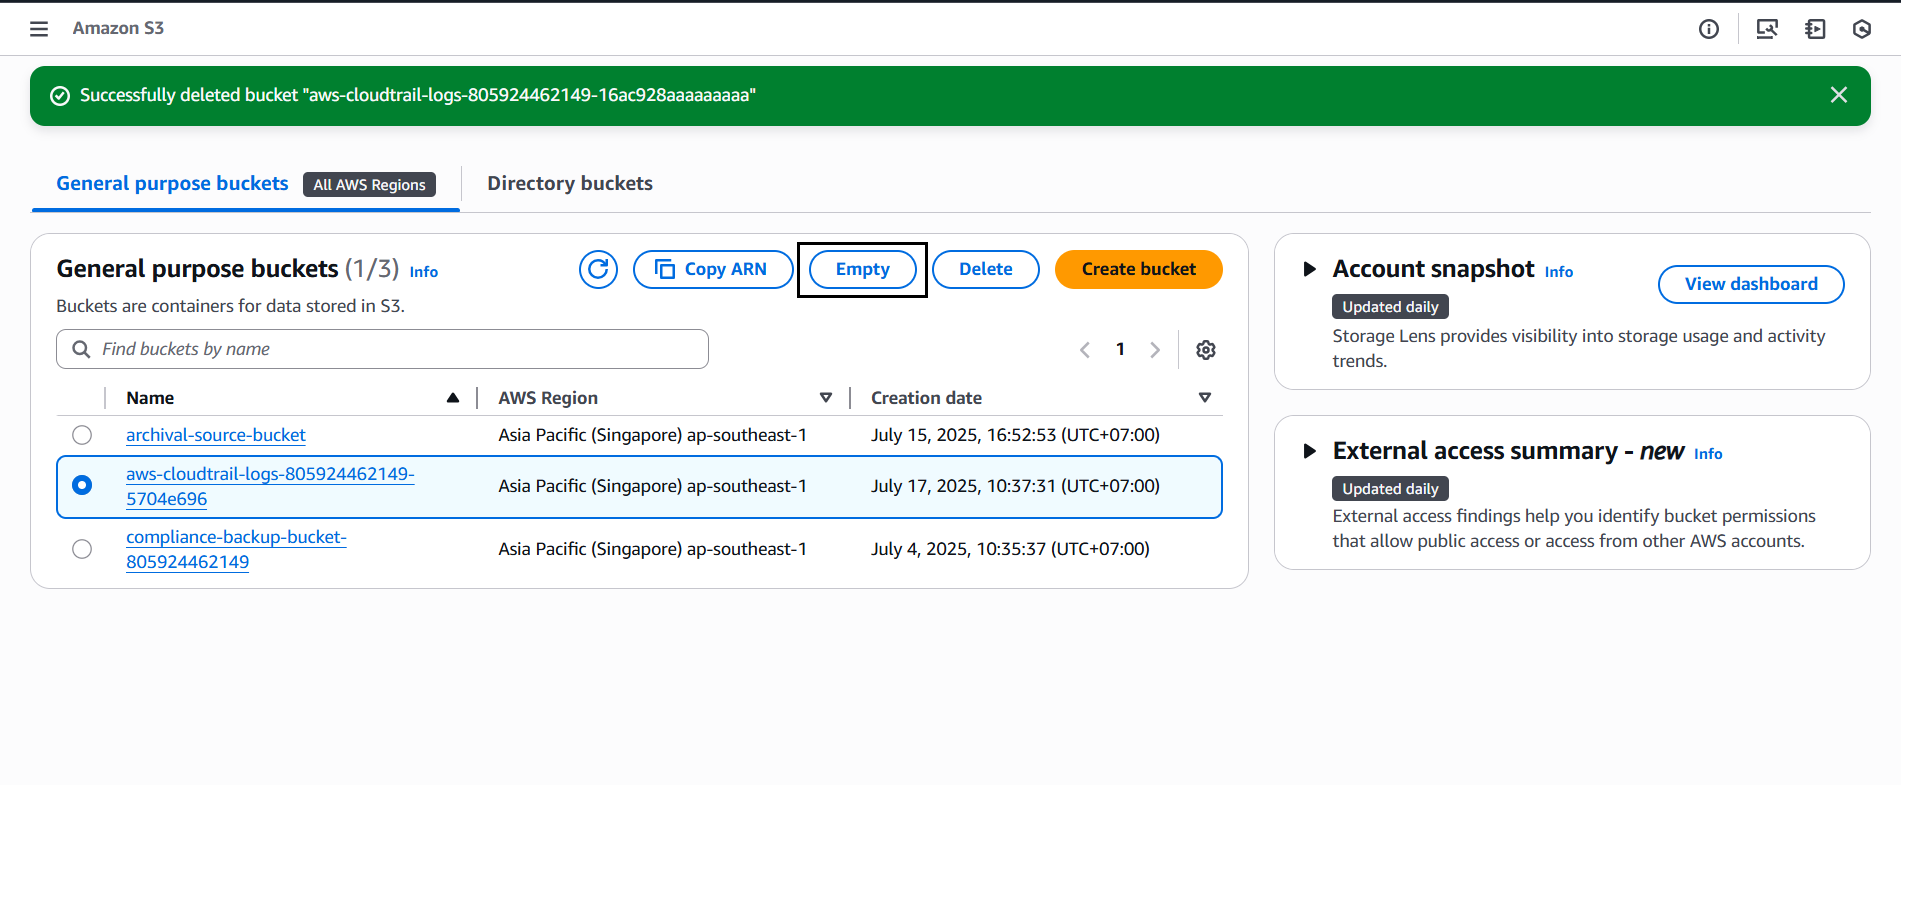 Amazon S3
Successfully deleted bucket "aws-cloudtrail-logs-805924462149-16ac928aaaaaaaaa"
General purpose buckets All AWS Regions Directory buckets
General purpose buckets (1/3) Info
Copy ARN Empty Delete Create bucket
Buckets are containers for data stored in S3.
Find buckets by name
1
Name AWS Region Creation date
archival-source-bucket Asia Pacific (Singapore) ap-southeast-1 July 15, 2025, 16:52:53 (UTC+07:00)
aws-cloudtrail-logs-805924462149-
5704e696 Asia Pacific (Singapore) ap-southeast-1 July 17, 2025, 10:37:31 (UTC+07:00)
compliance-backup-bucket-
805924462149 Asia Pacific (Singapore) ap-southeast-1 July 4, 2025, 10:35:37 (UTC+07:00)
Account snapshot Info
View dashboard
Updated daily
Storage Lens provides visibility into storage usage and activity
trends.
External access summary - new Info
Updated daily
External access findings help you identify bucket permissions
that allow public access or access from other AWS accounts.